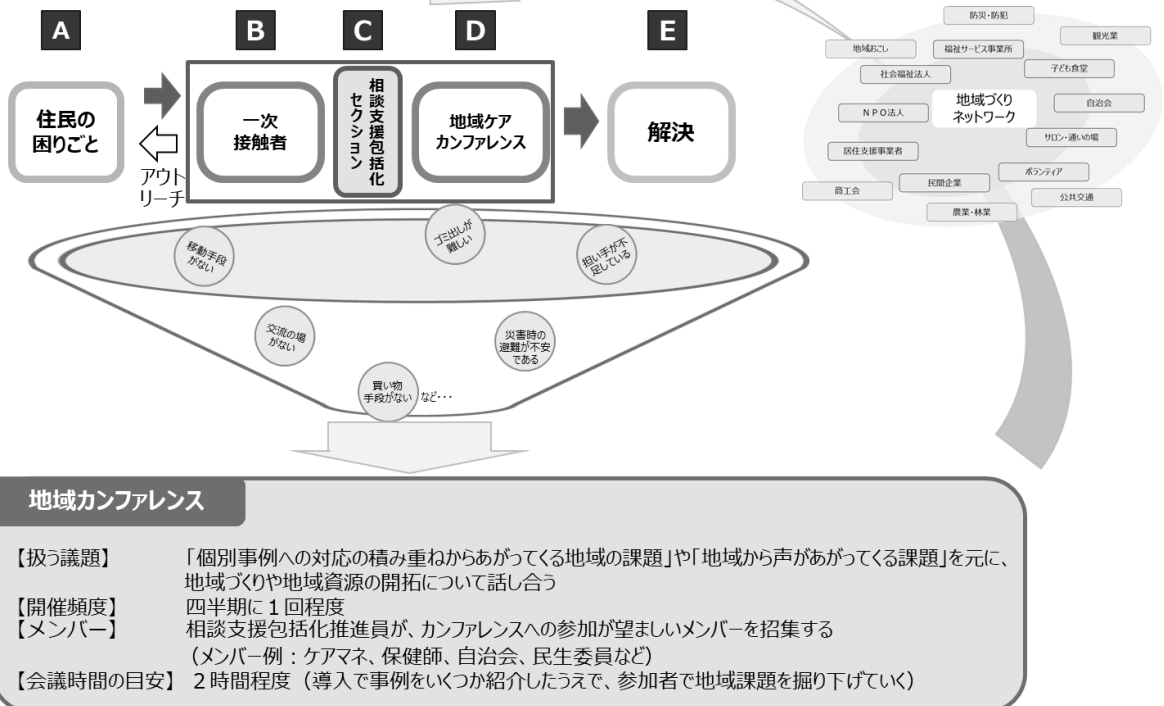 A
B
C
D
E
住民の
困りごと
アウト
リーチ
一次
接触者
相談支援包括化
セクション
地域ケア
カンファレンス
解決
防災・防犯
観光業
地域おこし
福祉サービス事業所
子ども食堂
社会福祉法人
地域づくり
ネットワーク
自治会
ＮＰＯ法人
サロン・通いの場
居住支援事業者
ボランティア
民間企業
商工会
公共交通
農業・林業
移動手段
がない
ゴミ出しが
難しい
担い手が不
足している
交流の場
がない
災害時の
避難が不安
である
買い物
手段がない
など・・・
地域カンファレンス
【扱う議題】 「個別事例への対応の積み重ねからあがってくる地域の課題」や「地域から声があがってくる課題」を元に、
地域づくりや地域資源の開拓について話し合う
【開催頻度】 四半期に１回程度
【メンバー】 相談支援包括化推進員が、カンファレンスへの参加が望ましいメンバーを招集する
（メンバー例：ケアマネ、保健師、自治会、民生委員など）
【会議時間の目安】 ２時間程度（導入で事例をいくつか紹介したうえで、参加者で地域課題を掘り下げていく）